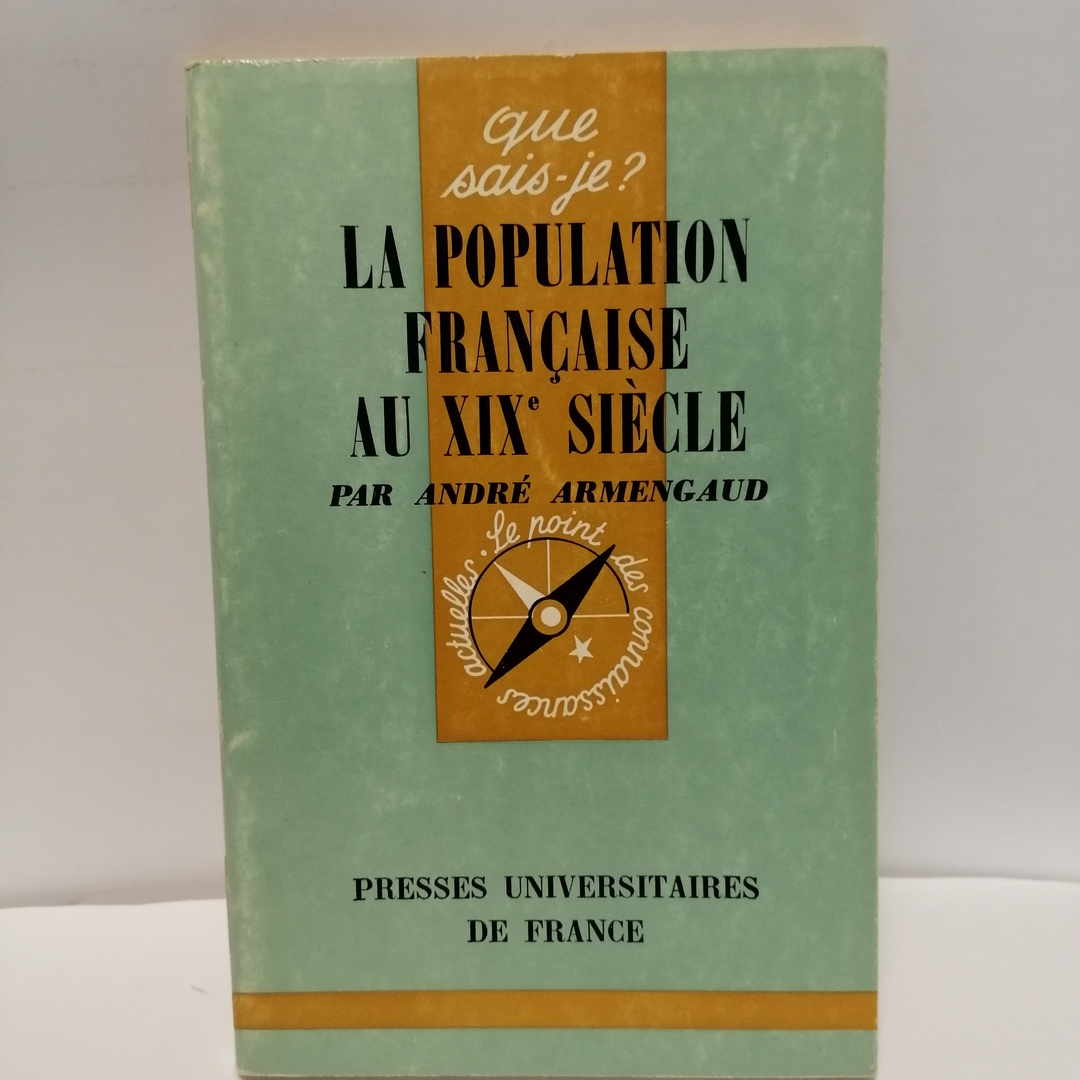 que
sais-je?
LA POPULATION
FRANÇAISE
AU XIXᵉ SIÈCLE
PAR ANDRÉ ARMENGAUD
Le point des connaissances actuelles.
PRESSES UNIVERSITAIRES
DE FRANCE